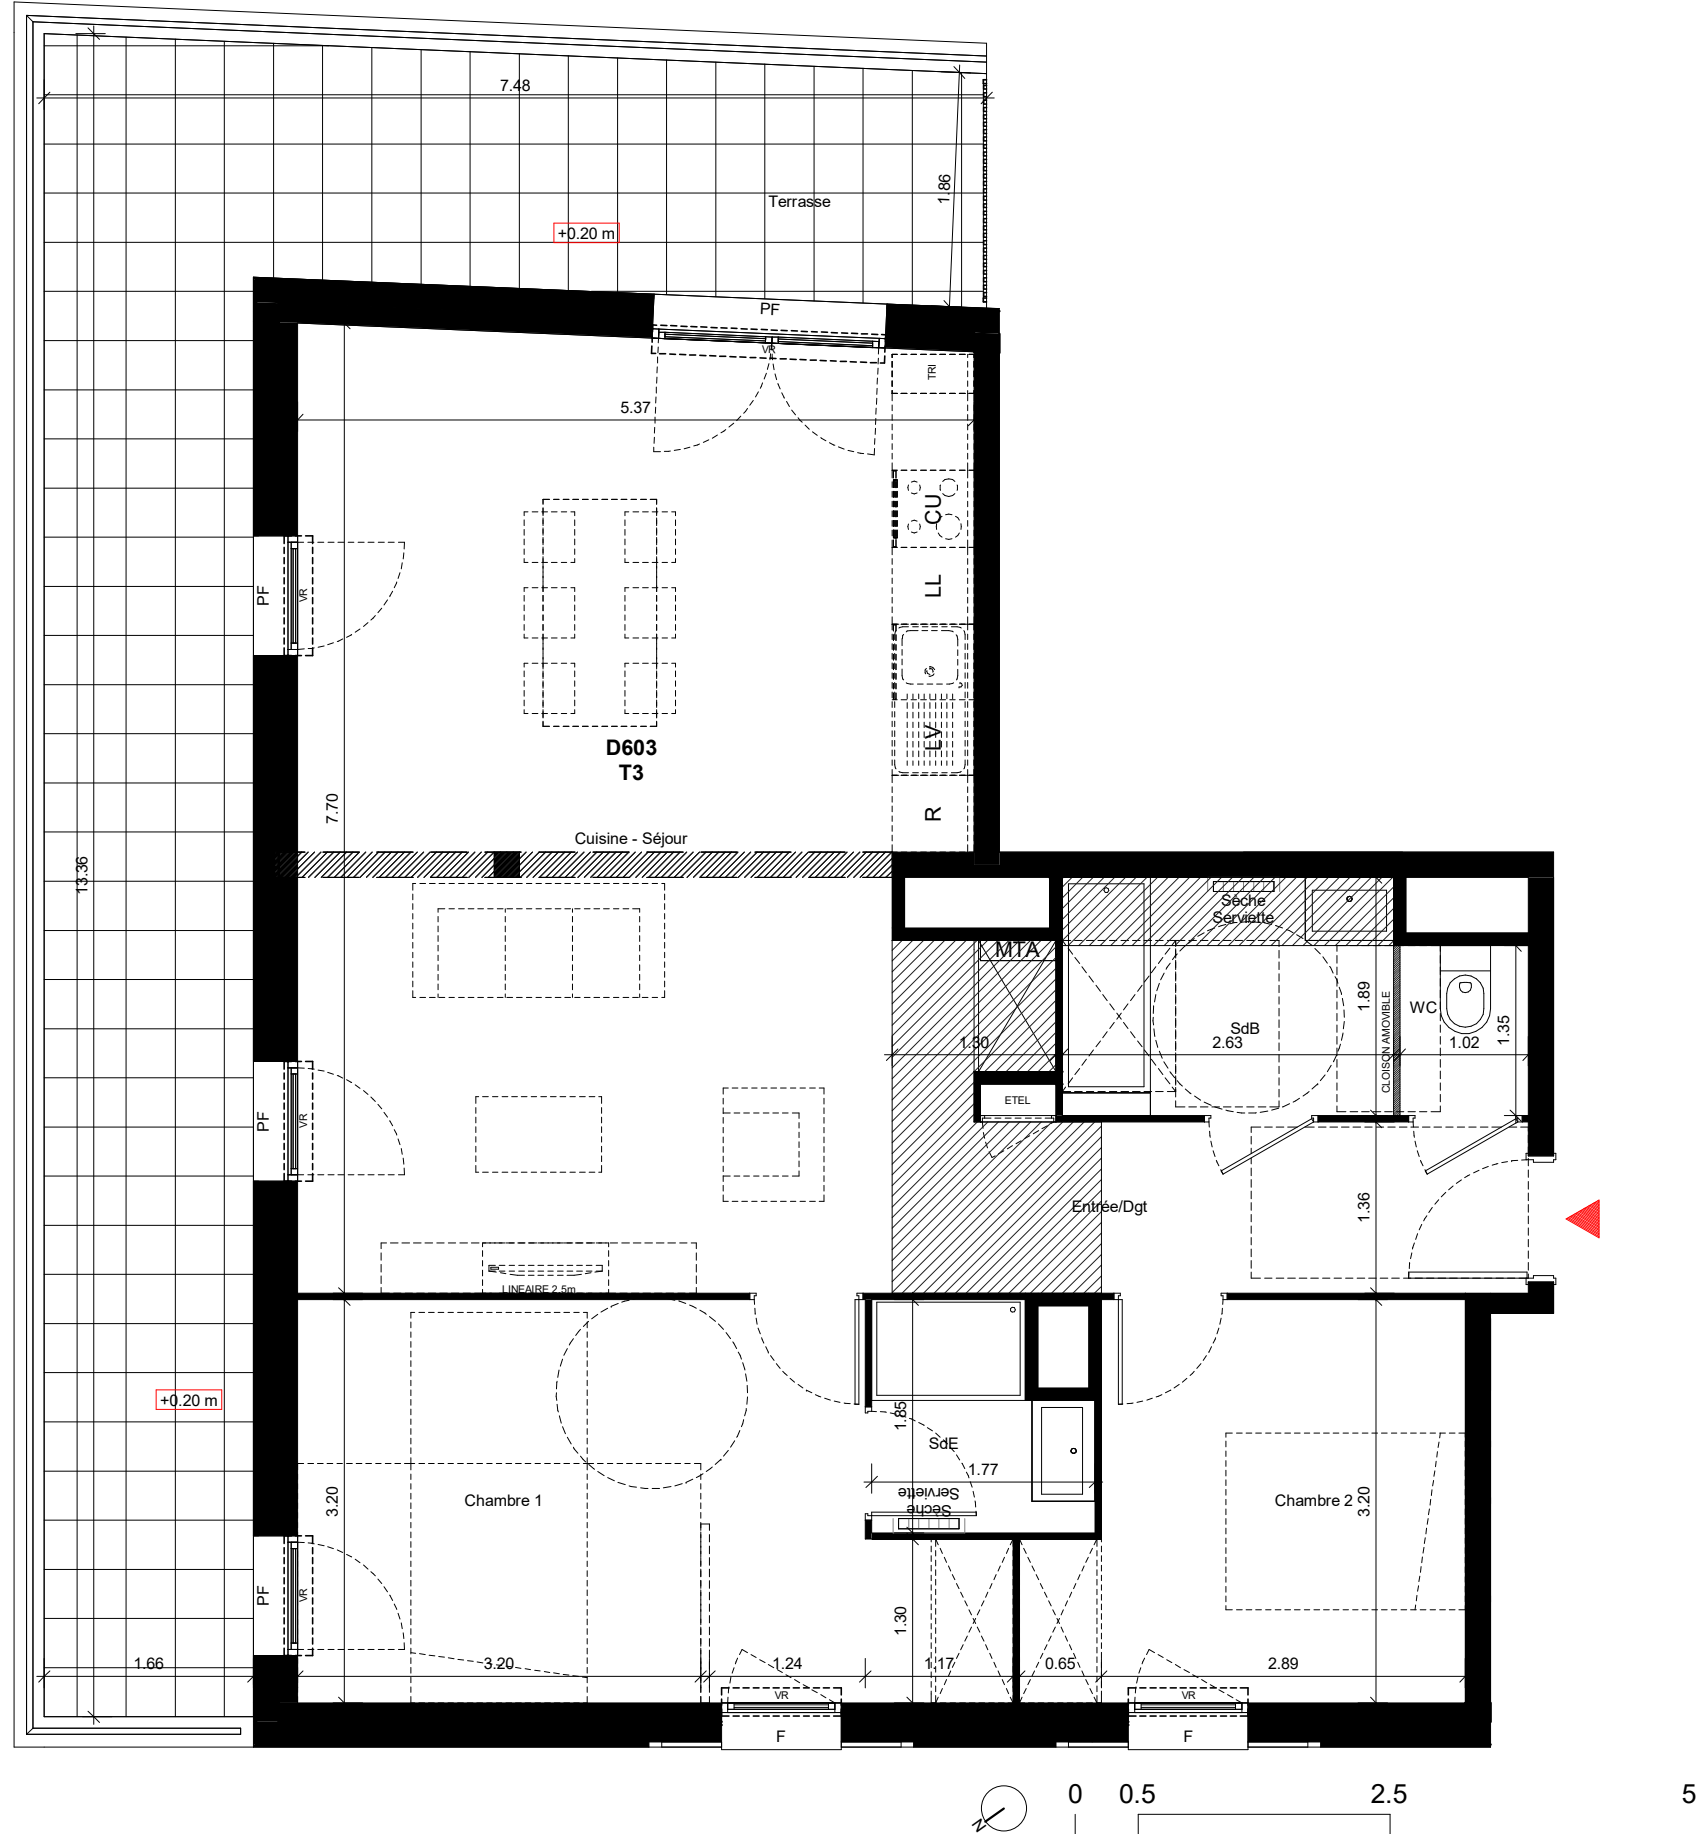 7.48
1.86
Terrasse
+0.20 m
PF
VR
TRI
5.37
CU
PF
VR
LL
LV
D603
T3
7.70
R
Cuisine - Séjour
13.36
Sèche
Serviette
MTA
1.89
CLOISON AMOVIBLE
WC
1.35
SdB
1.30
2.63
1.02
ETEL
PF
VR
Entrée/Dgt
1.36
LINEAIRE 2.5m
+0.20 m
1.85
SdE
1.77
Sèche
Serviette
Chambre 1
3.20
Chambre 2
3.20
PF
VR
1.30
1.66
3.20
1.24
1.17
0.65
2.89
VR
VR
F
F
N
0 0.5 2.5 5